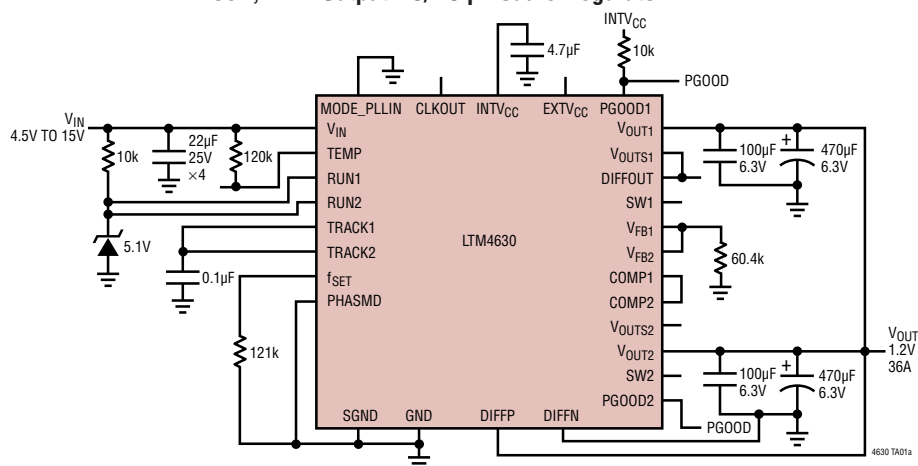 INTVCC
4.7µF
10k
PGOOD
MODE_PLLIN CLKOUT INTVCC EXTVCC PGOOD1
VIN
4.5V TO 15V
10k
22µF
25V
×4
120k
5.1V
0.1µF
121k
VIN
TEMP
RUN1
RUN2
TRACK1
TRACK2
fSET
PHASMD
LTM4630
VOUT1
VOUTS1
DIFFOUT
SW1
VFB1
VFB2
COMP1
COMP2
VOUTS2
VOUT2
SW2
PGOOD2
SGND GND DIFFP DIFFN
100µF
6.3V
+
470µF
6.3V
60.4k
VOUT
1.2V
36A
100µF
6.3V
+
470µF
6.3V
PGOOD
4630 TA01a